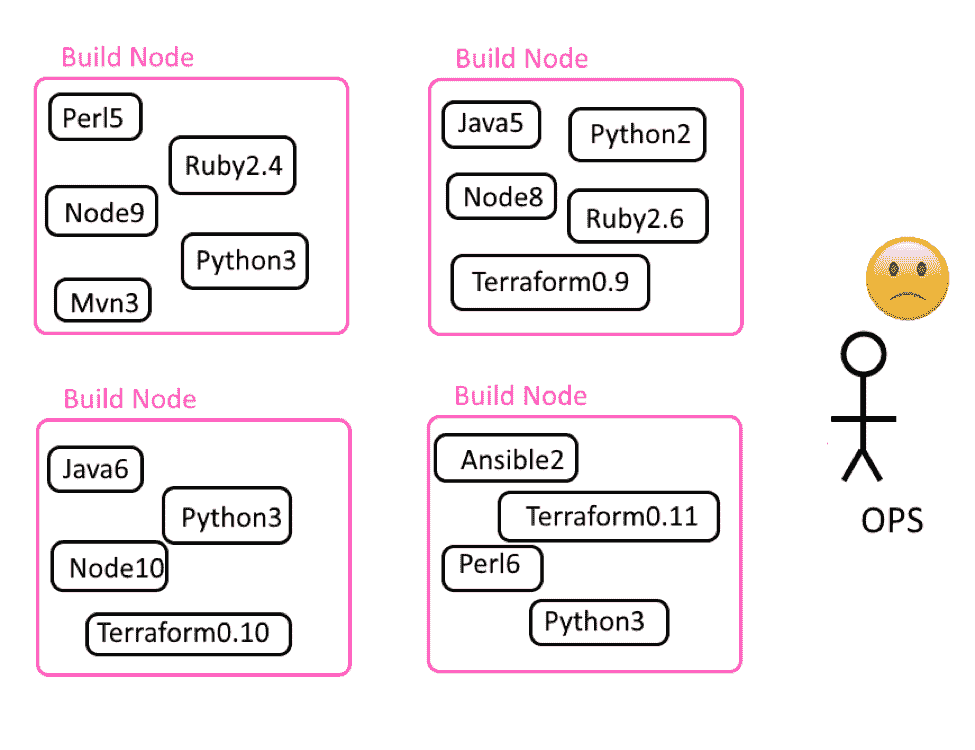 Build Node
Perl5
Ruby2.4
Node9
Python3
Mvn3
Build Node
Java5
Python2
Node8
Ruby2.6
Terraform0.9
Build Node
Java6
Python3
Node10
Terraform0.10
Build Node
Ansible2
Terraform0.11
Perl6
Python3
OPS